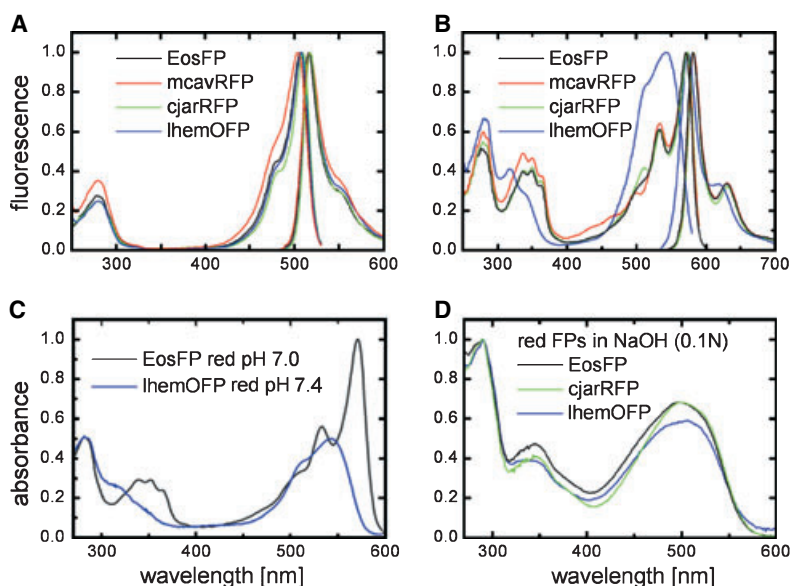 A
fluorescence
1.0
0.8
0.6
0.4
0.2
0.0
EosFP
mcavRFP
cjarRFP
lhemOFP
300 400 500 600
B
1.0
0.8
0.6
0.4
0.2
0.0
EosFP
mcavRFP
cjarRFP
lhemOFP
300 400 500 600 700
C
absorbance
1.0
0.8
0.6
0.4
0.2
0.0
EosFP red pH 7.0
lhemOFP red pH 7.4
300 400 500 600
wavelength [nm]
D
1.0
0.8
0.6
0.4
0.2
0.0
red FPs in NaOH (0.1N)
EosFP
cjarRFP
lhemOFP
300 400 500 600
wavelength [nm]